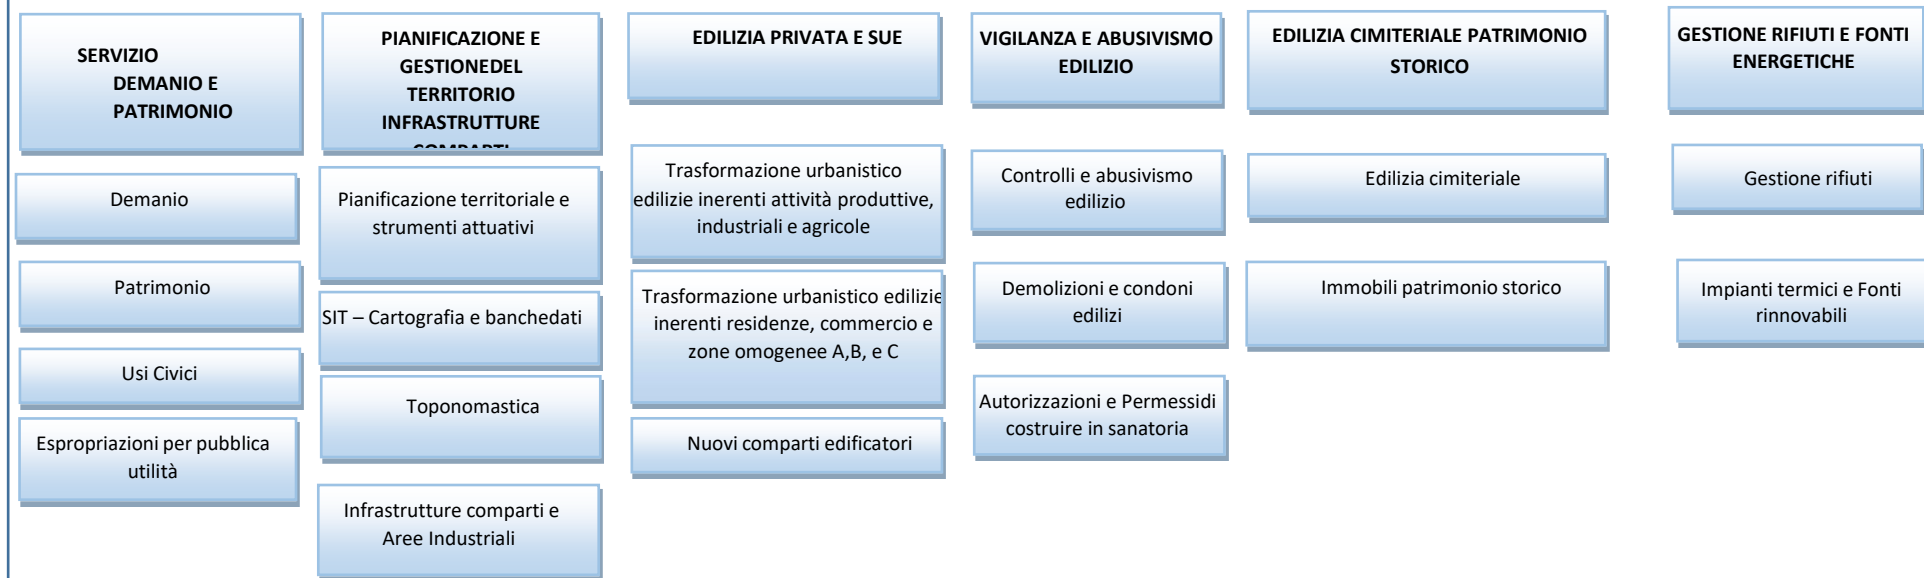 SERVIZIO
DEMANIO E
PATRIMONIO
Demanio
Patrimonio
Usi Civici
Espropriazioni per pubblica
utilità
PIANIFICAZIONE E
GESTIONEDEL
TERRITORIO
INFRASTRUTTURE
COMPARTI
Pianificazione territoriale e
strumenti attuativi
SIT – Cartografia e banchedati
Toponomastica
Infrastrutture comparti e
Aree Industriali
EDILIZIA PRIVATA E SUE
Trasformazione urbanistico
edilizie inerenti attività produttive,
industriali e agricole
Trasformazione urbanistico edilizie
inerenti residenze, commercio e
zone omogenee A,B, e C
Nuovi comparti edificatori
VIGILANZA E ABUSIVISMO
EDILIZIO
Controlli e abusivismo
edilizio
Demolizioni e condoni
edilizi
Autorizzazioni e Permessidi
costruire in sanatoria
EDILIZIA CIMITERIALE PATRIMONIO
STORICO
Edilizia cimiteriale
Immobili patrimonio storico
GESTIONE RIFIUTI E FONTI
ENERGETICHE
Gestione rifiuti
Impianti termici e Fonti
rinnovabili